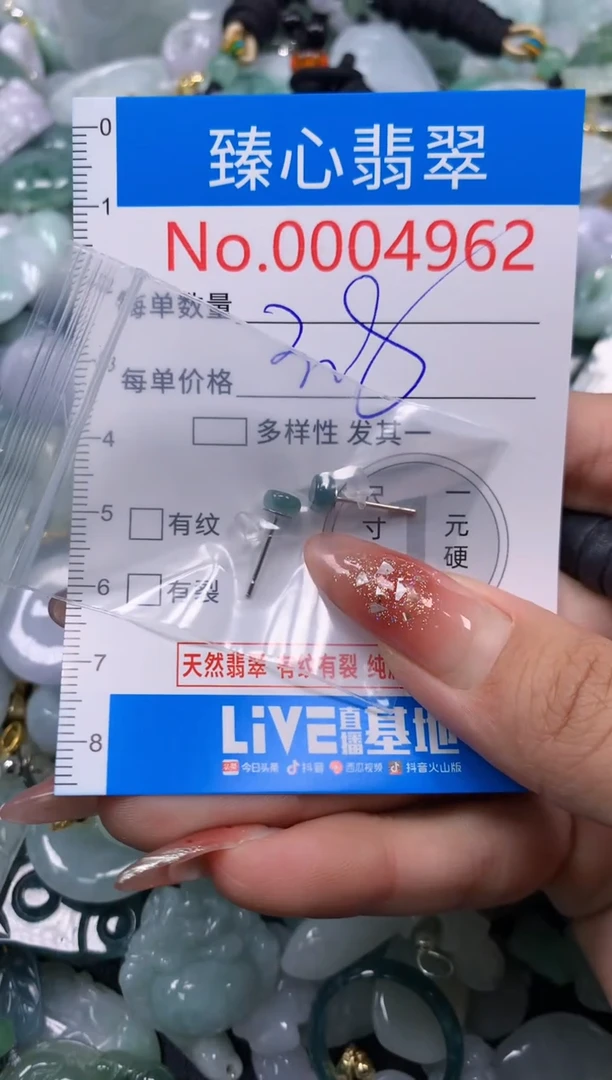 0
臻心翡翠
1
No.0004962
每单数量
每单价格
4
多样性 发其一
5
有纹
尺寸
一元硬
6
有裂
7
天然翡翠 有纹有裂 纯
8
LiVE直播基地
今日头条 抖音 西瓜视频 抖音火山版